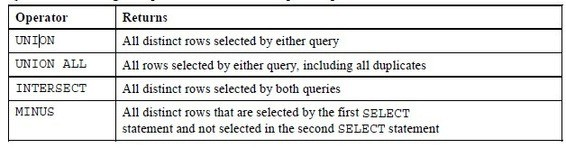 Operator Returns
UNION All distinct rows selected by either query
UNION ALL All rows selected by either query, including all duplicates
INTERSECT All distinct rows selected by both queries
MINUS All distinct rows that are selected by the first SELECT
statement and not selected in the second SELECT statement